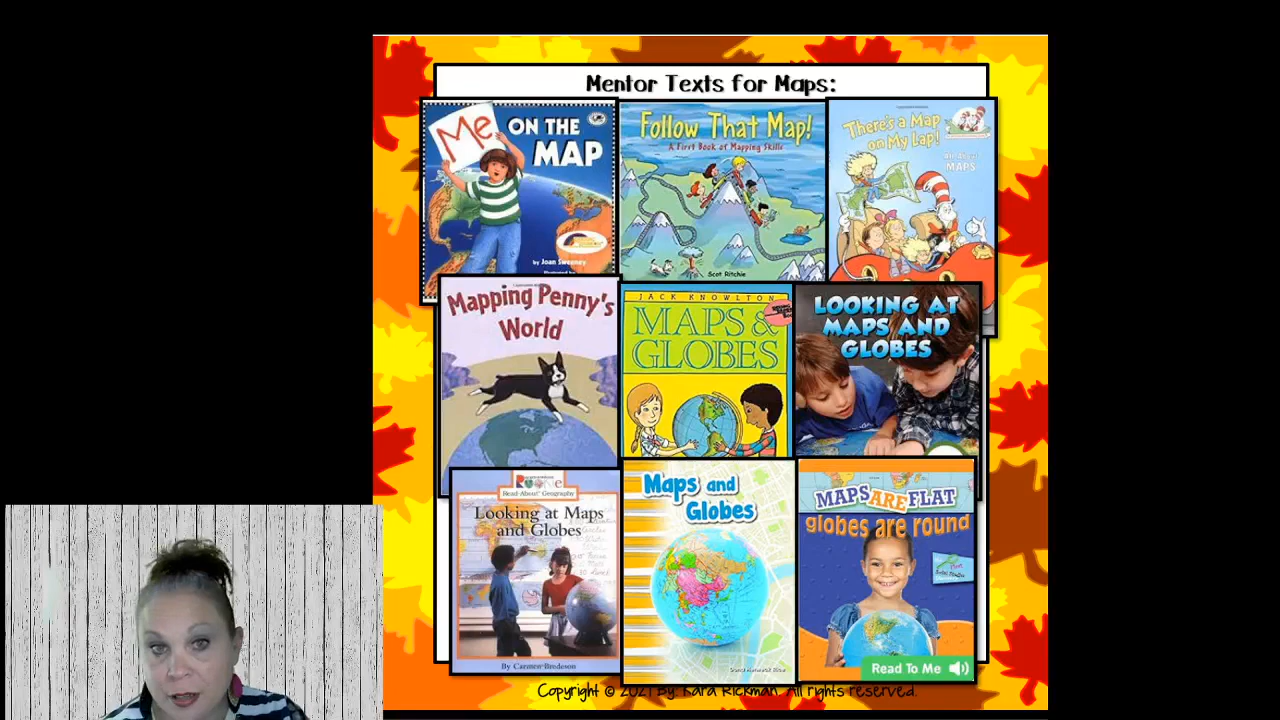 Mentor Texts for Maps:
Me
ON THE
MAP
by Joan Sweeney
Follow That Map!
A First Book of Mapping Skills
Scot Ritchie
There's a Map
on My Lap!
All About
MAPS
Mapping Penny's
World
JACK KNOWLTON
MAPS &
GLOBES
LOOKING AT
MAPS AND
GLOBES
Read-About Geography
Looking at Maps
and Globes
By Carmen Bredeson
Maps and
Globes
MAPS ARE FLAT
globes are round
Read To Me
Copyright © 2021 By: Kara Rickman All rights reserved.